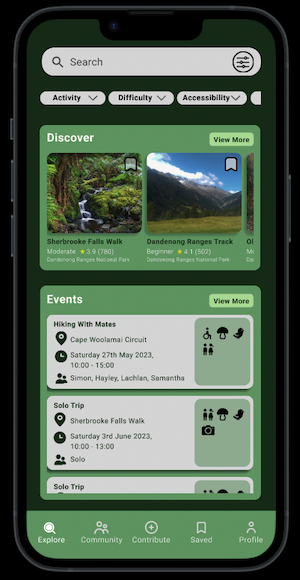 Search
Activity Difficulty Accessibility
Discover View More
Sherbrooke Falls Walk Dandenong Ranges Track
Moderate ★ 3.9 (780) Beginner ★ 4.1 (502)
Dandenong Ranges National Park Dandenong Ranges National Park
Events View More
Hiking With Mates
Cape Woolamai Circuit
Saturday 27th May 2023,
10:00 - 15:00
Simon, Hayley, Lachlan, Samantha
Solo Trip
Sherbrooke Falls Walk
Saturday 3rd June 2023,
10:00 - 13:00
Solo
Solo Trip
Explore Community Contribute Saved Profile